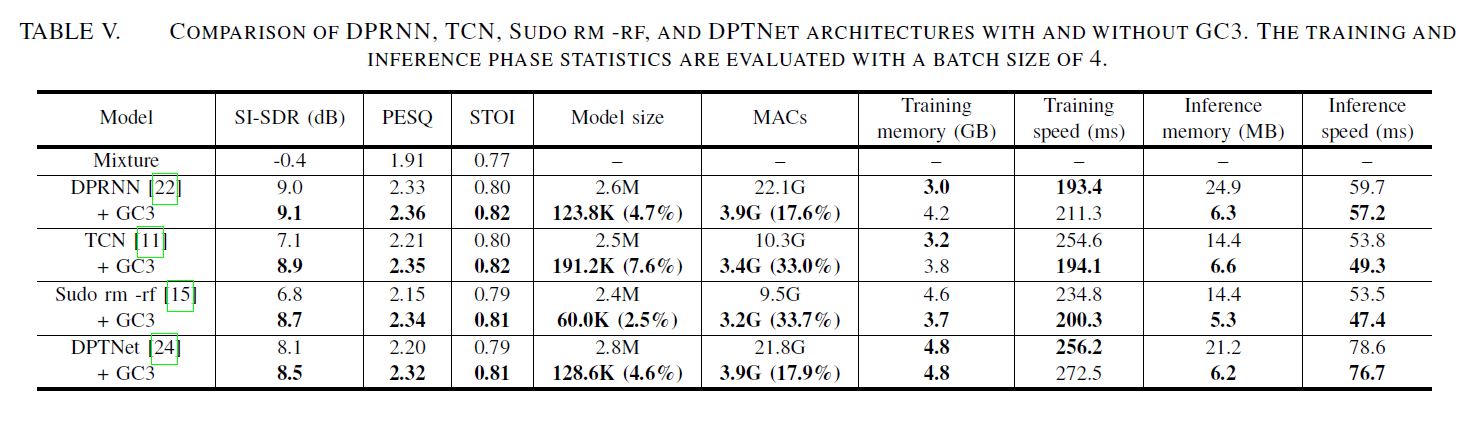 TABLE V. COMPARISON OF DPRNN, TCN, SUDO RM -RF, AND DPTNET ARCHITECTURES WITH AND WITHOUT GC3. THE TRAINING AND
INFERENCE PHASE STATISTICS ARE EVALUATED WITH A BATCH SIZE OF 4.
Model SI-SDR (dB) PESQ STOI Model size MACs Training memory (GB) Training speed (ms) Inference memory (MB) Inference speed (ms)
Mixture -0.4 1.91 0.77 – – – – – –
DPRNN [22] 9.0 2.33 0.80 2.6M 22.1G 3.0 193.4 24.9 59.7
+ GC3 9.1 2.36 0.82 123.8K (4.7%) 3.9G (17.6%) 4.2 211.3 6.3 57.2
TCN [11] 7.1 2.21 0.80 2.5M 10.3G 3.2 254.6 14.4 53.8
+ GC3 8.9 2.35 0.82 191.2K (7.6%) 3.4G (33.0%) 3.8 194.1 6.6 49.3
Sudo rm -rf [15] 6.8 2.15 0.79 2.4M 9.5G 4.6 234.8 14.4 53.5
+ GC3 8.7 2.34 0.81 60.0K (2.5%) 3.2G (33.7%) 3.7 200.3 5.3 47.4
DPTNet [24] 8.1 2.20 0.79 2.8M 21.8G 4.8 256.2 21.2 78.6
+ GC3 8.5 2.32 0.81 128.6K (4.6%) 3.9G (17.9%) 4.8 272.5 6.2 76.7